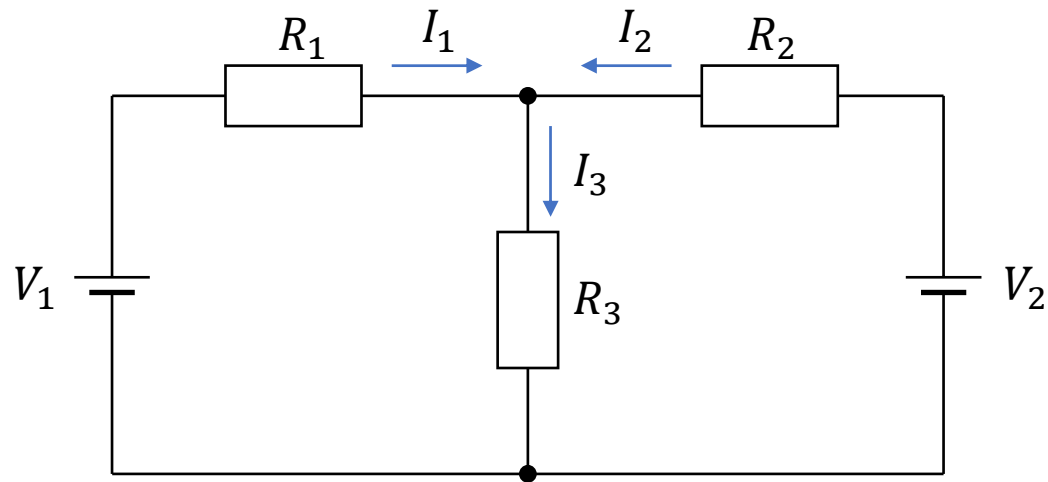 R₁ I₁ I₂ R₂
I₃
V₁ R₃ V₂